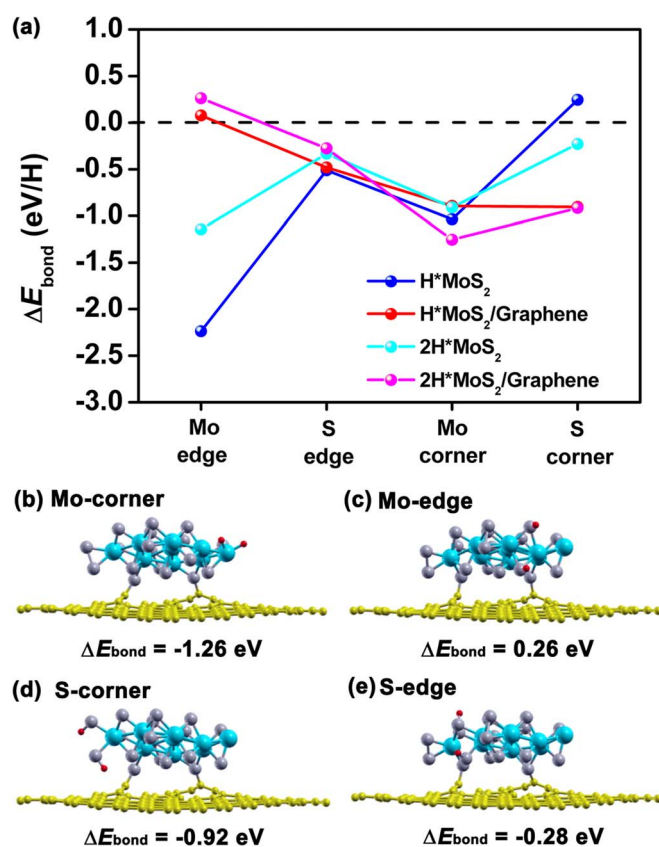 (a)
1.0
0.5
0.0
-0.5
-1.0
-1.5
-2.0
-2.5
-3.0
ΔE_bond (eV/H)
H*MoS₂
H*MoS₂/Graphene
2H*MoS₂
2H*MoS₂/Graphene
Mo edge
S edge
Mo corner
S corner
(b) Mo-corner
ΔEbond = -1.26 eV
(c) Mo-edge
ΔEbond = 0.26 eV
(d) S-corner
ΔEbond = -0.92 eV
(e) S-edge
ΔEbond = -0.28 eV